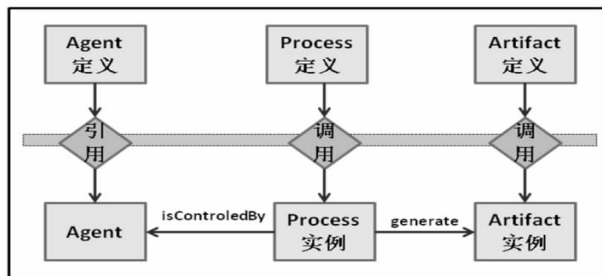 Agent
定义
Process
定义
Artifact
定义
引
用
调
用
调
用
isControledBy
generate
Agent
Process
实例
Artifact
实例